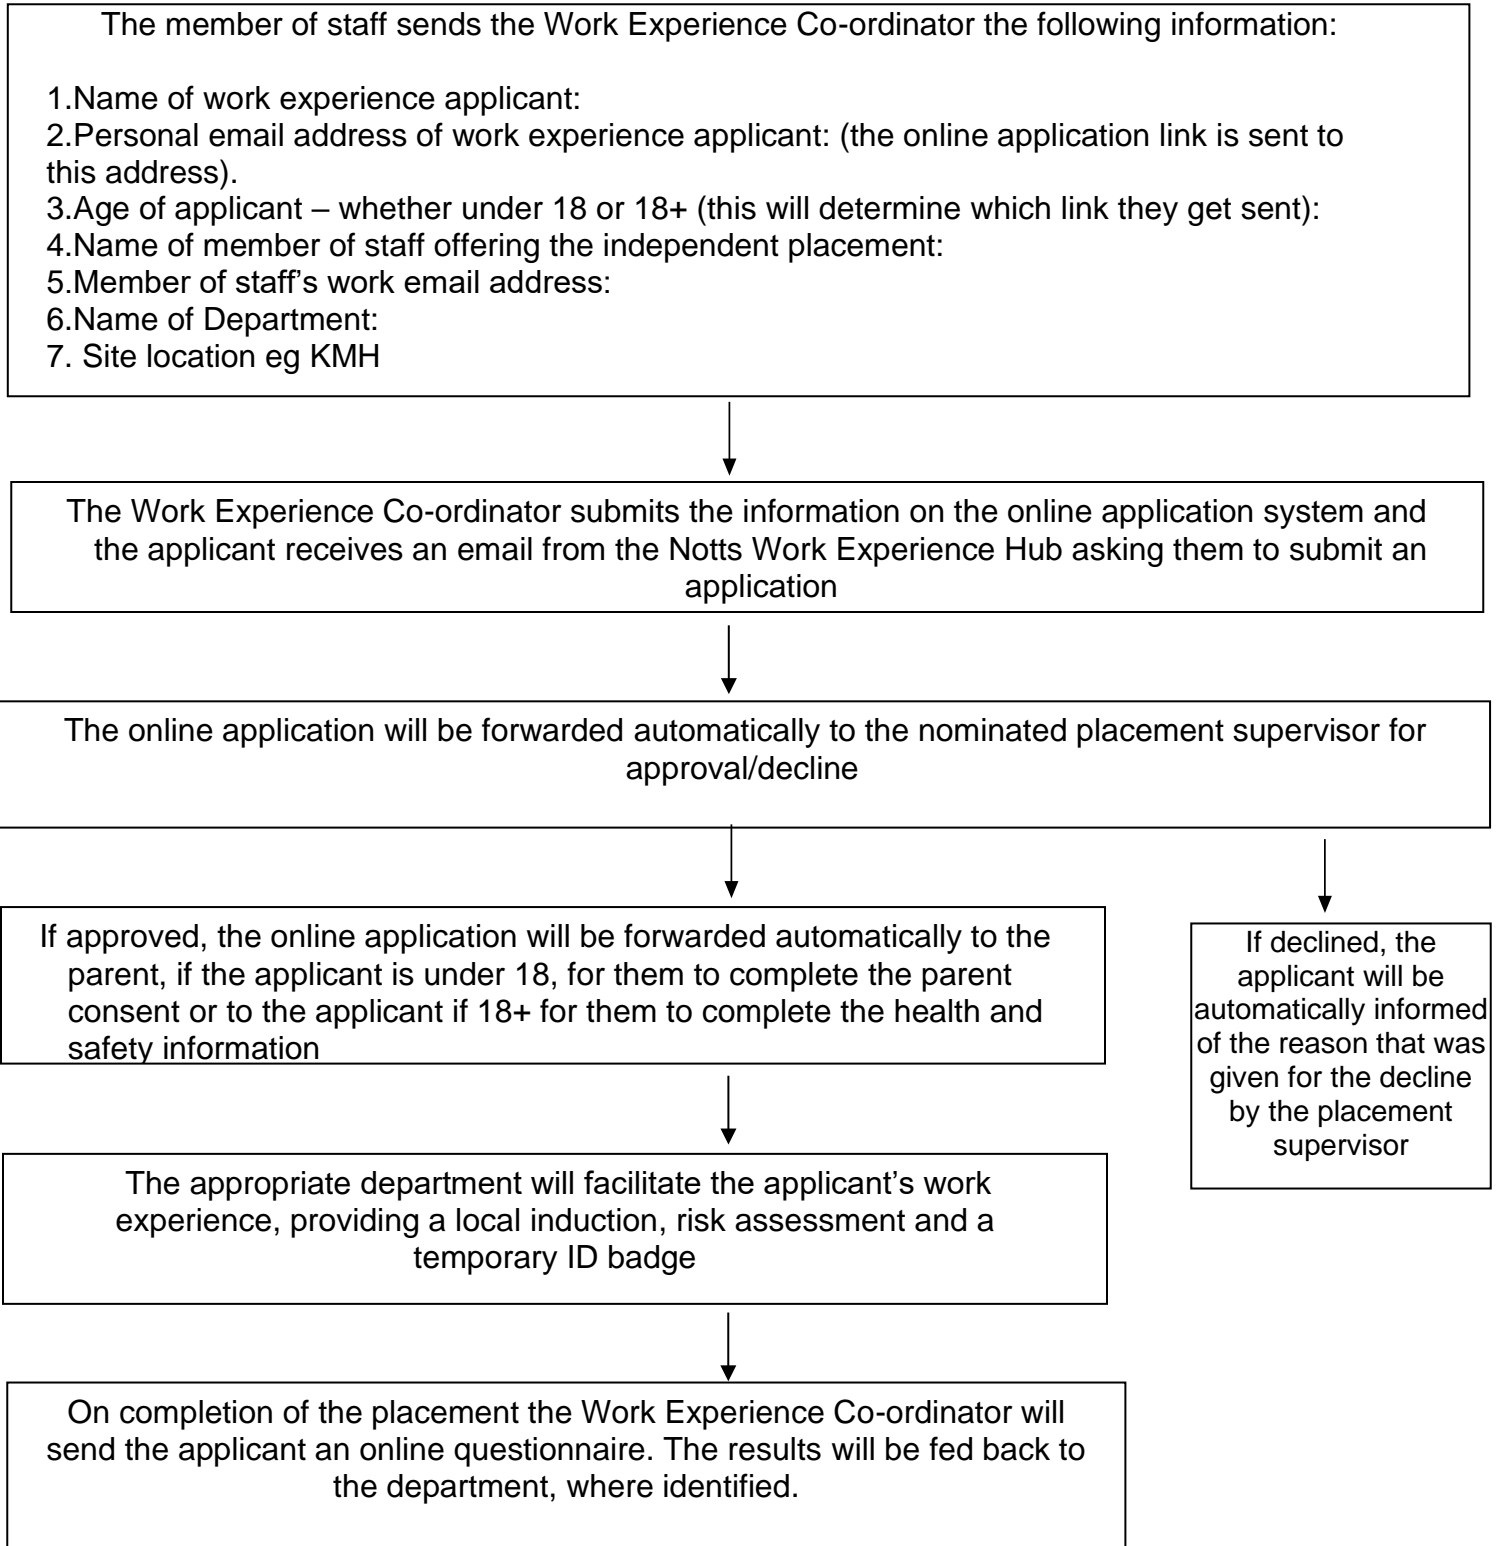 The member of staff sends the Work Experience Co-ordinator the following information:
1.Name of work experience applicant:
2.Personal email address of work experience applicant: (the online application link is sent to
this address).
3.Age of applicant – whether under 18 or 18+ (this will determine which link they get sent):
4.Name of member of staff offering the independent placement:
5.Member of staff’s work email address:
6.Name of Department:
7. Site location eg KMH
The Work Experience Co-ordinator submits the information on the online application system and
the applicant receives an email from the Notts Work Experience Hub asking them to submit an
application
The online application will be forwarded automatically to the nominated placement supervisor for
approval/decline
If approved, the online application will be forwarded automatically to the
parent, if the applicant is under 18, for them to complete the parent
consent or to the applicant if 18+ for them to complete the health and
safety information
If declined, the
applicant will be
automatically informed
of the reason that was
given for the decline
by the placement
supervisor
The appropriate department will facilitate the applicant’s work
experience, providing a local induction, risk assessment and a
temporary ID badge
On completion of the placement the Work Experience Co-ordinator will
send the applicant an online questionnaire. The results will be fed back to
the department, where identified.